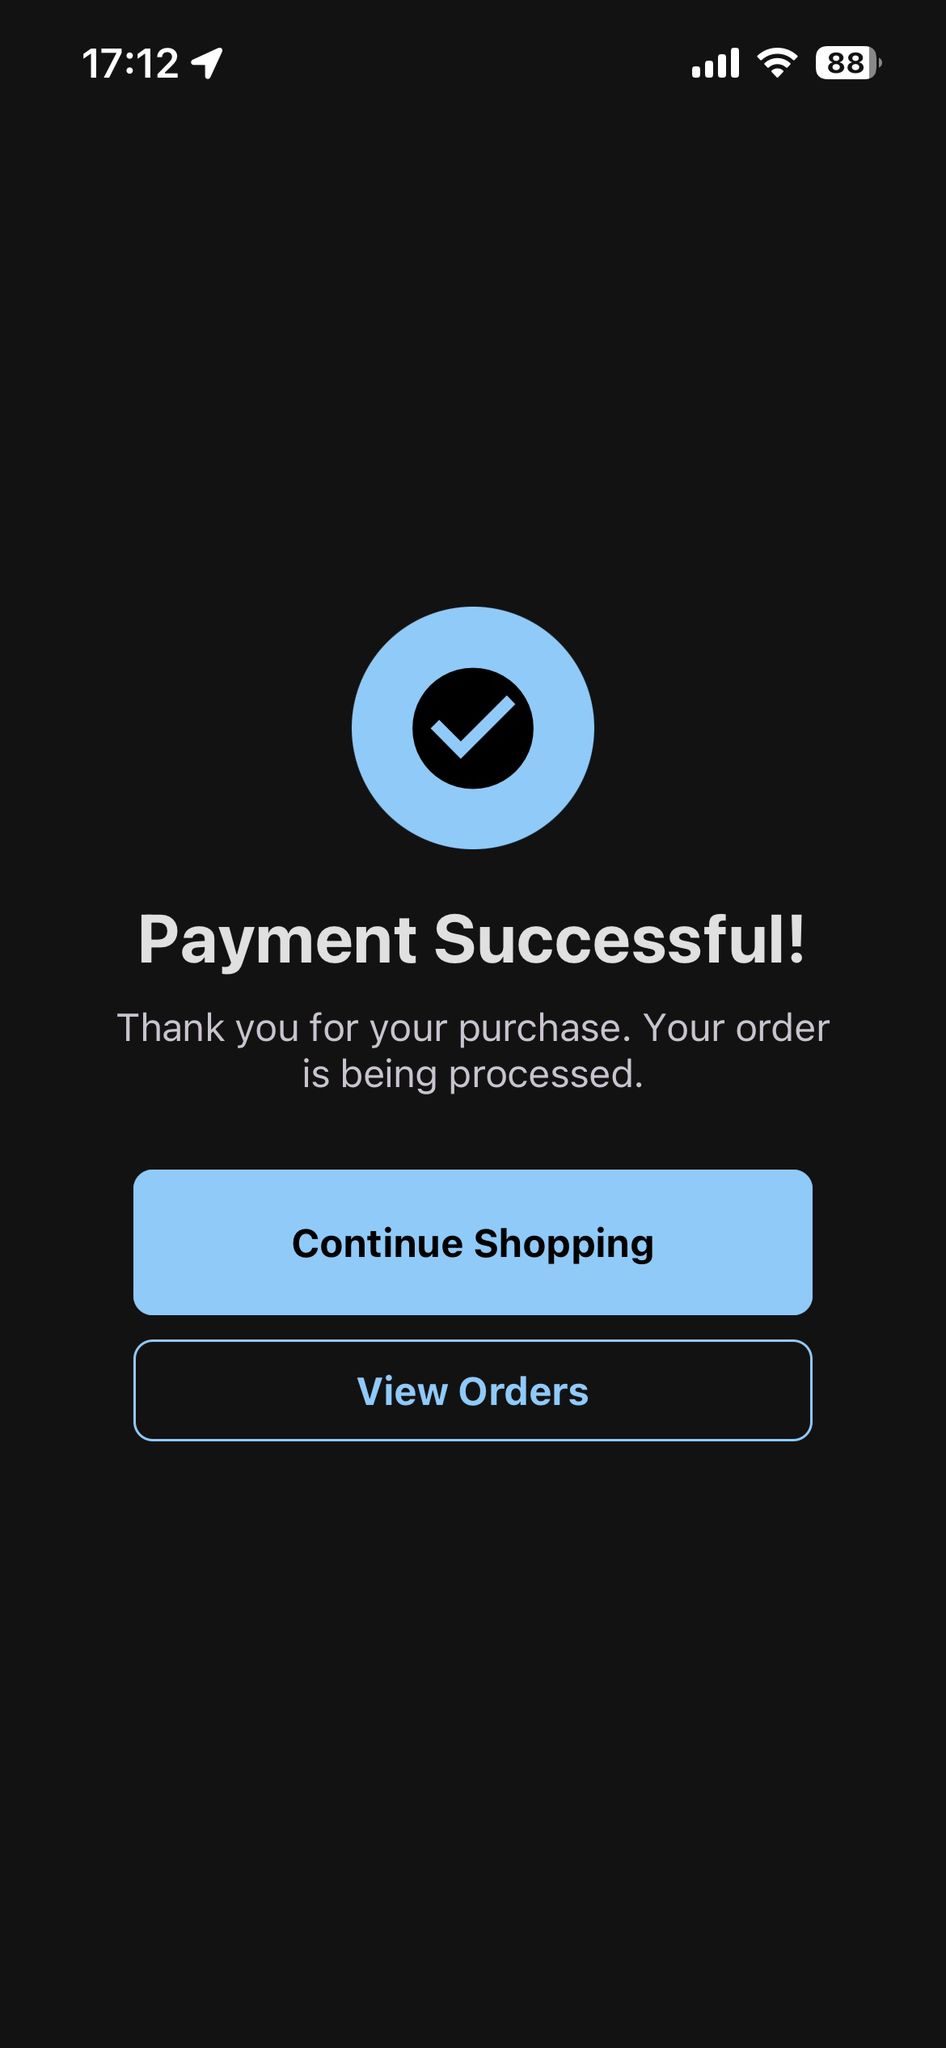 17:12
88
Payment Successful!
Thank you for your purchase. Your order
is being processed.
Continue Shopping
View Orders